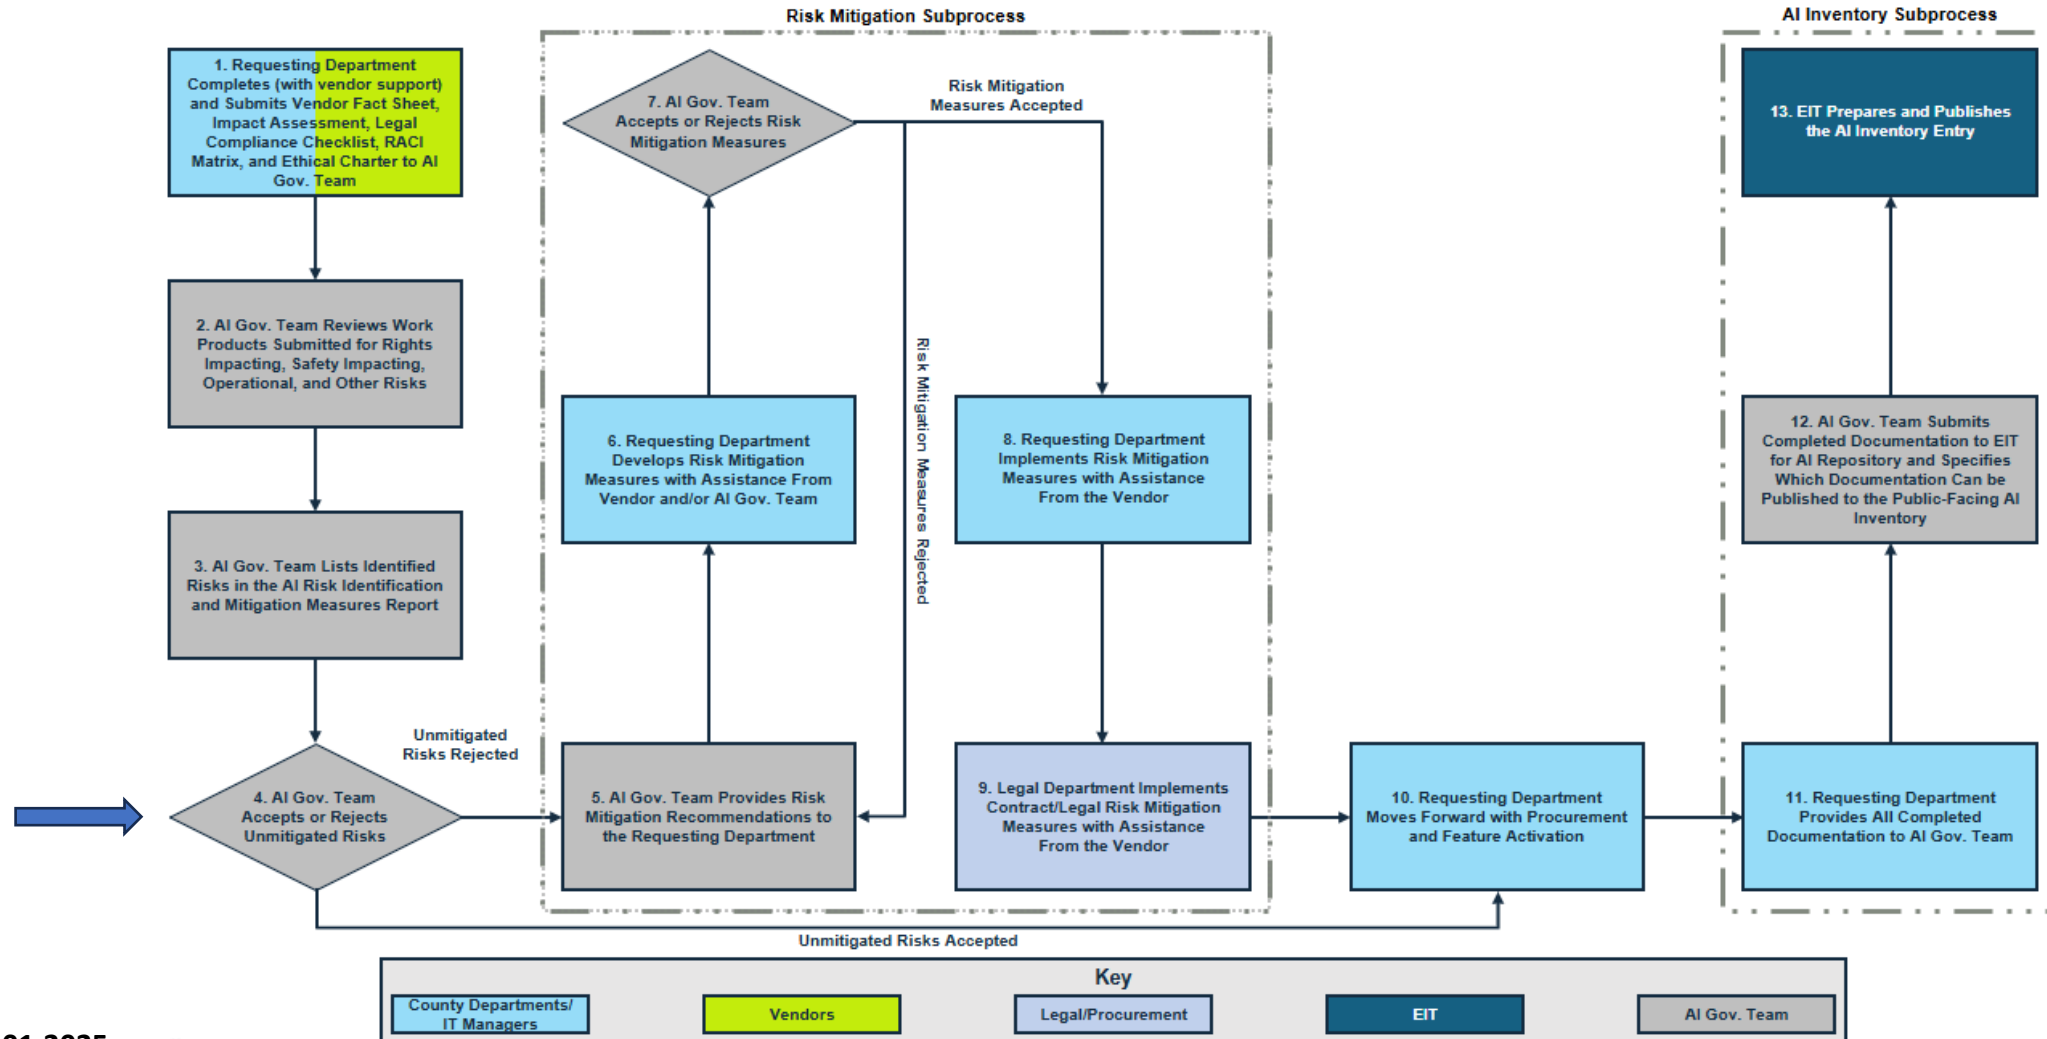 Risk Mitigation Subprocess
AI Inventory Subprocess
1. Requesting Department
Completes (with vendor support)
and Submits Vendor Fact Sheet,
Impact Assessment, Legal
Compliance Checklist, RACI
Matrix, and Ethical Charter to AI
Gov. Team
7. AI Gov. Team
Accepts or Rejects Risk
Mitigation Measures
Risk Mitigation
Measures Accepted
13. EIT Prepares and Publishes
the AI Inventory Entry
2. AI Gov. Team Reviews Work
Products Submitted for Rights
Impacting, Safety Impacting,
Operational, and Other Risks
Risk Mitigation Measures Rejected
6. Requesting Department
Develops Risk Mitigation
Measures with Assistance From
Vendor and/or AI Gov. Team
8. Requesting Department
Implements Risk Mitigation
Measures with Assistance
From the Vendor
12. AI Gov. Team Submits
Completed Documentation to EIT
for AI Repository and Specifies
Which Documentation Can be
Published to the Public-Facing AI
Inventory
3. AI Gov. Team Lists Identified
Risks in the AI Risk Identification
and Mitigation Measures Report
Unmitigated
Risks Rejected
4. AI Gov. Team
Accepts or Rejects
Unmitigated Risks
5. AI Gov. Team Provides Risk
Mitigation Recommendations to
the Requesting Department
9. Legal Department Implements
Contract/Legal Risk Mitigation
Measures with Assistance
From the Vendor
10. Requesting Department
Moves Forward with Procurement
and Feature Activation
11. Requesting Department
Provides All Completed
Documentation to AI Gov. Team
Unmitigated Risks Accepted
Key
County Departments/
IT Managers
Vendors
Legal/Procurement
EIT
AI Gov. Team